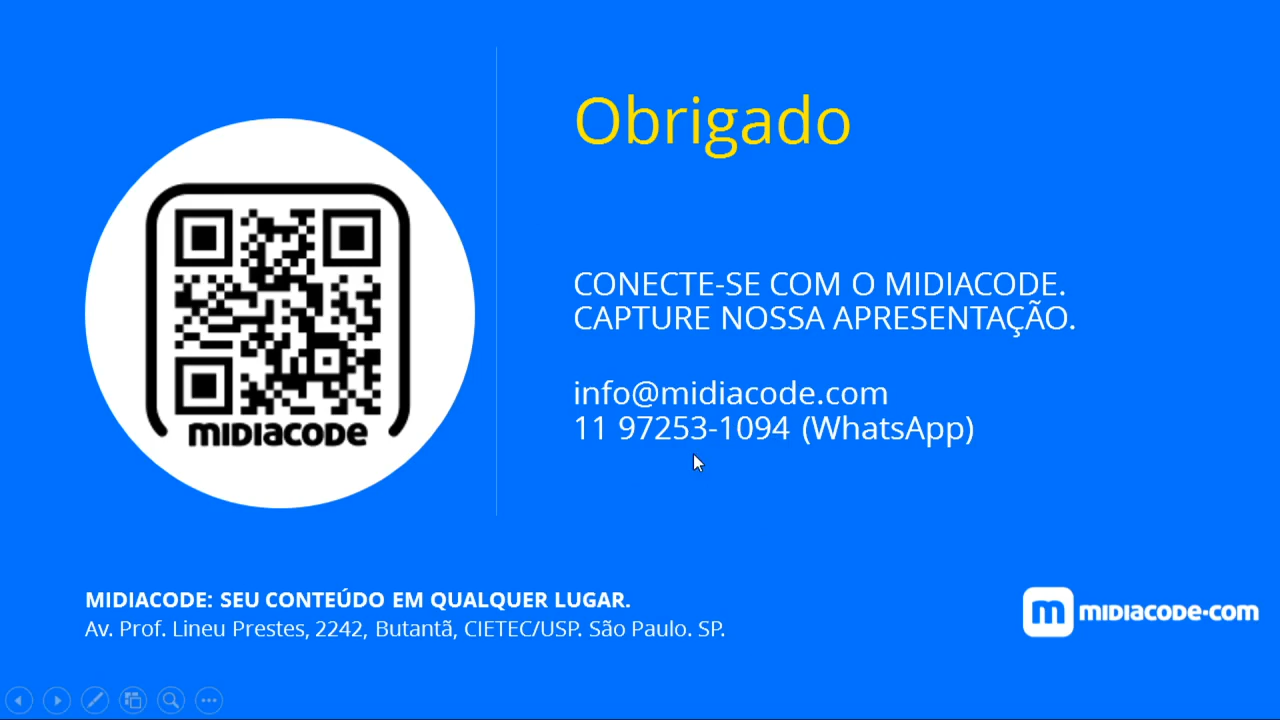 Obrigado
CONECTE-SE COM O MIDIACODE.
CAPTURE NOSSA APRESENTAÇÃO.
info@midiacode.com
11 97253-1094 (WhatsApp)
MIDIACODE
MIDIACODE: SEU CONTEÚDO EM QUALQUER LUGAR.
Av. Prof. Lineu Prestes, 2242, Butantã, CIETEC/USP. São Paulo. SP.
m midiacode.com